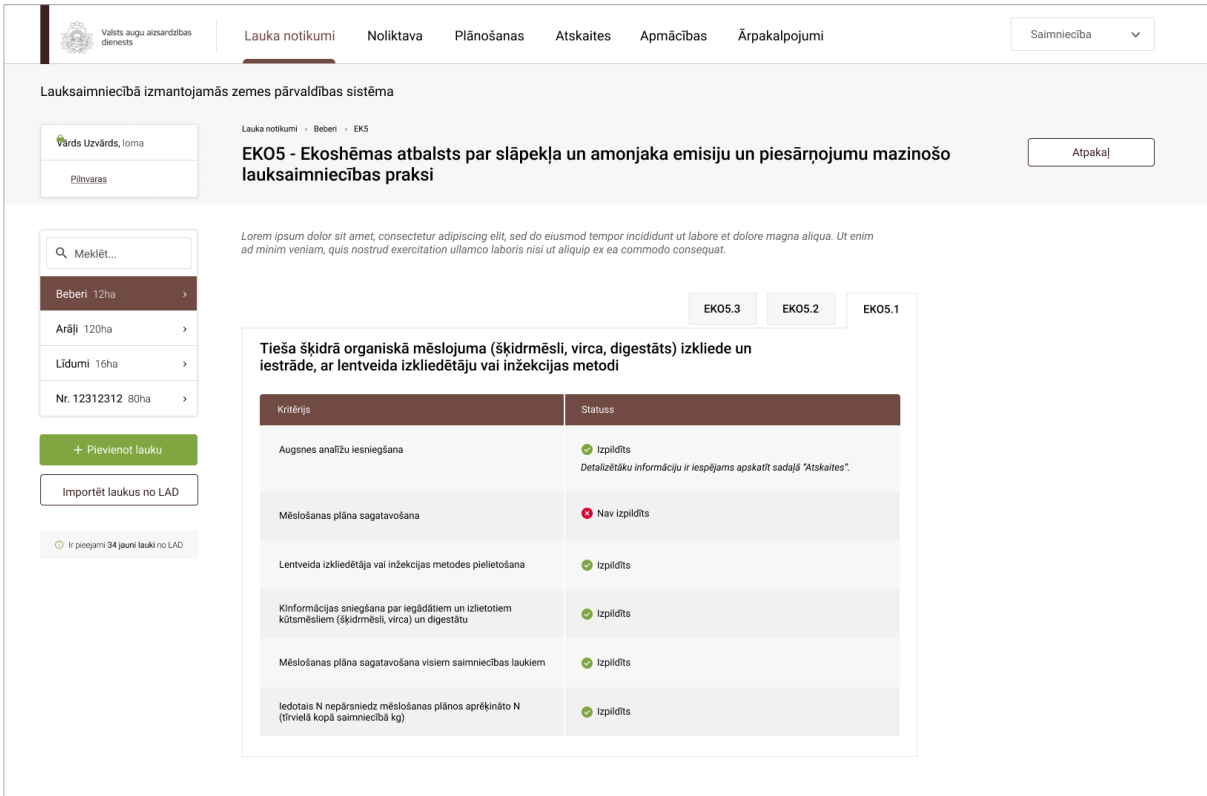 Valsts augu aizsardzības
dienests
Lauka notikumi
Noliktava
Plānošanas
Atskaites
Apmācības
Ārpakalpojumi
Saimniecība
Lauksaimniecībā izmantojamās zemes pārvaldības sistēma
Vārds Uzvārds, loma
Pilnvaras
Lauka notikumi › Beberi › EK5
EKO5 - Ekoshēmas atbalsts par slāpekļa un amonjaka emisiju un piesārņojumu mazinošo
lauksaimniecības praksi
Atpakaļ
Meklēt...
Beberi 12ha
Arāļi 120ha
Līdumi 16ha
Nr. 12312312 80ha
+ Pievienot lauku
Importēt laukus no LAD
Ir pieejami 34 jauni lauki no LAD
Lorem ipsum dolor sit amet, consectetur adipiscing elit, sed do eiusmod tempor incididunt ut labore et dolore magna aliqua. Ut enim
ad minim veniam, quis nostrud exercitation ullamco laboris nisi ut aliquip ex ea commodo consequat.
EKO5.3
EKO5.2
EKO5.1
Tieša šķidrā organiskā mēslojuma (šķidrmēsli, virca, digestāts) izkliede un
iestrāde, ar lentveida izkliedētāju vai inžekcijas metodi
Kritērijs
Statuss
Augsnes analīžu iesniegšana
Izpildīts
Detalizētāku informāciju ir iespējams apskatīt sadaļā “Atskaites”.
Mēslošanas plāna sagatavošana
Nav izpildīts
Lentveida izkliedētāja vai inžekcijas metodes pielietošana
Izpildīts
KInformācijas sniegšana par iegādātiem un izlietotiem
kūtsmēsliem (šķidrmēsli, virca) un digestātu
Izpildīts
Mēslošanas plāna sagatavošana visiem saimniecības laukiem
Izpildīts
Iedotais N nepārsniedz mēslošanas plānos aprēķināto N
(tīrvielā kopā saimniecībā kg)
Izpildīts